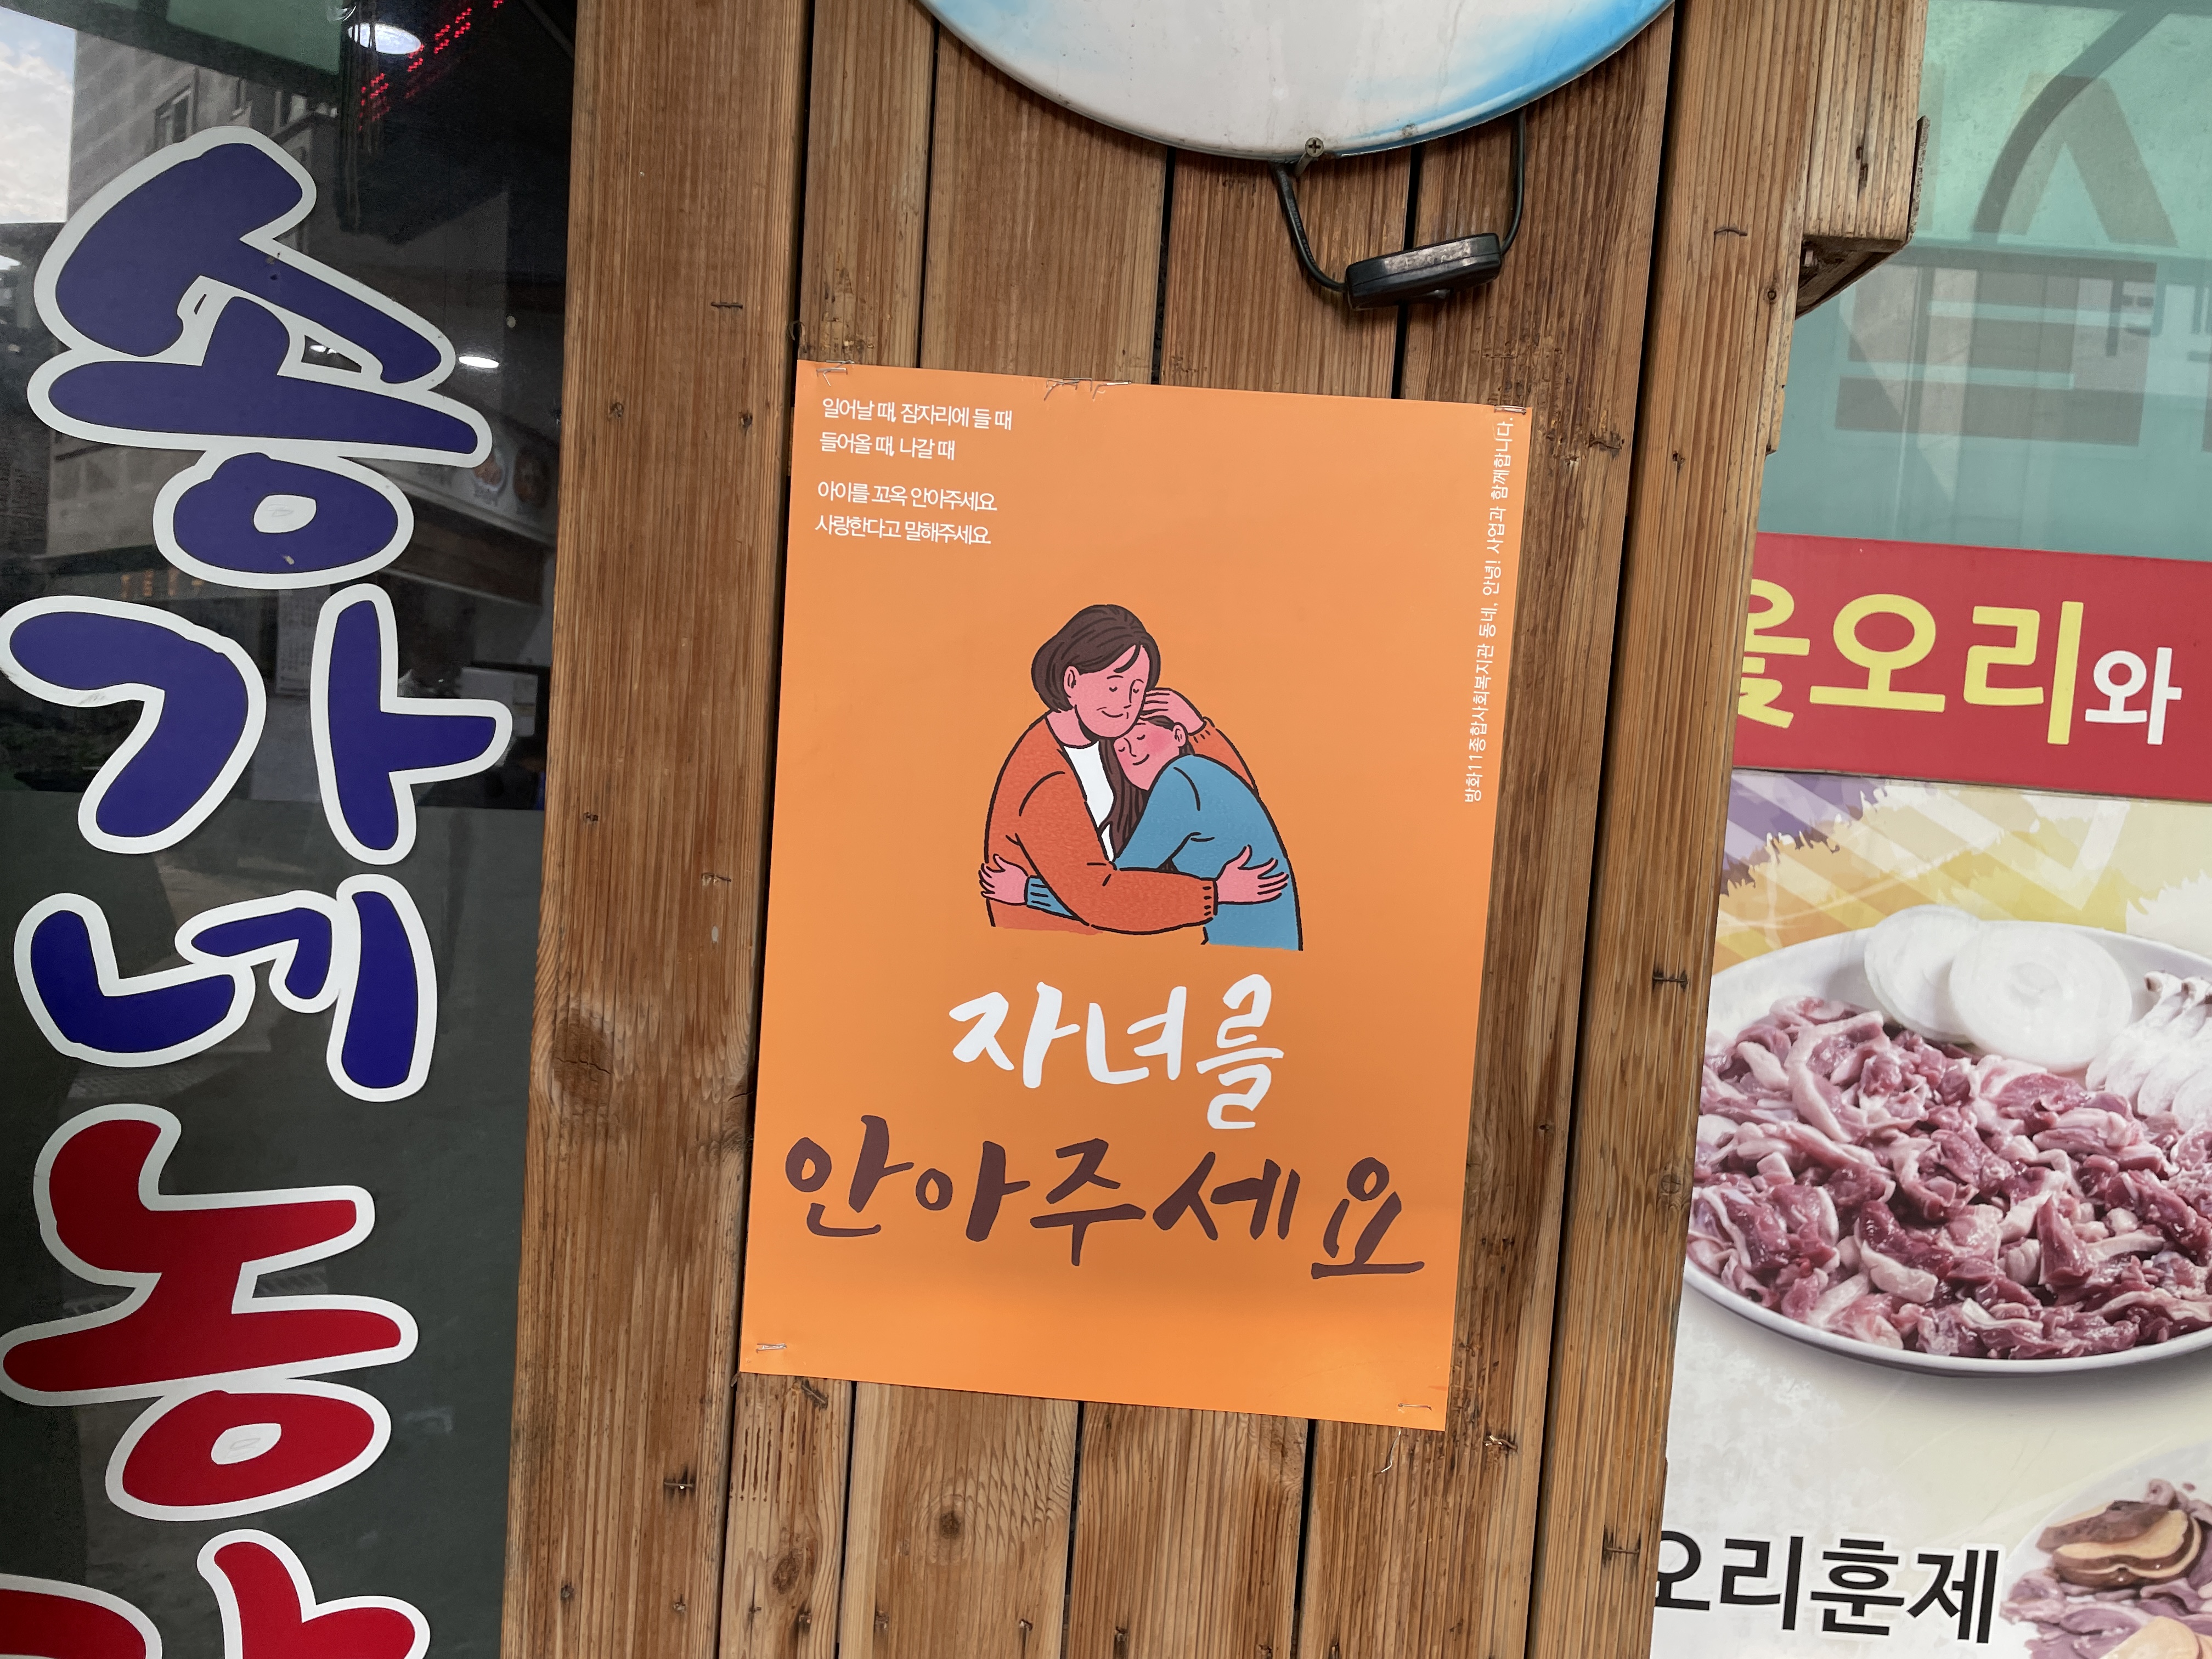 송가네
일어날 때, 잠자리에 들 때
들어올 때, 나갈 때
아이를 꼬옥 안아주세요.
사랑한다고 말해주세요.
방화11종합사회복지관 동네, 안녕! 사업과 함께합니다.
자녀를
안아주세요
오리와
오리훈제